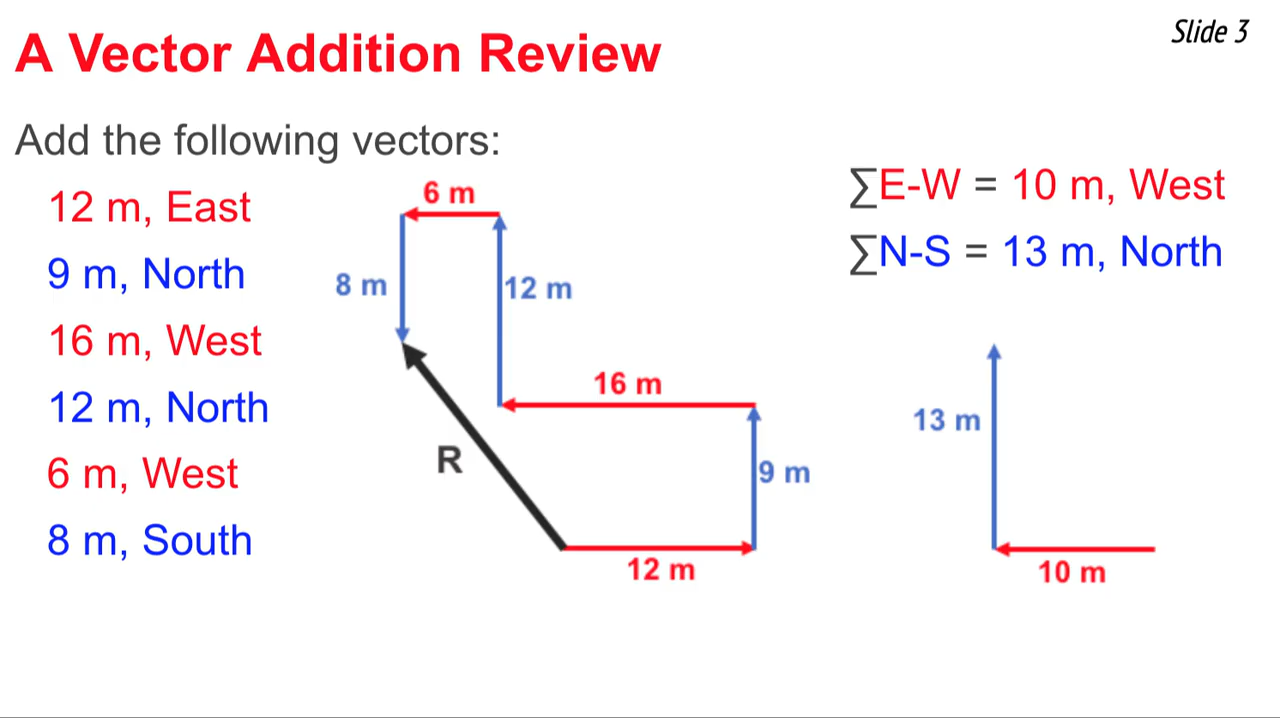 A Vector Addition Review
Slide 3
Add the following vectors:
12 m, East
9 m, North
16 m, West
12 m, North
6 m, West
8 m, South
6 m
8 m
12 m
16 m
R
9 m
12 m
∑E-W = 10 m, West
∑N-S = 13 m, North
13 m
10 m